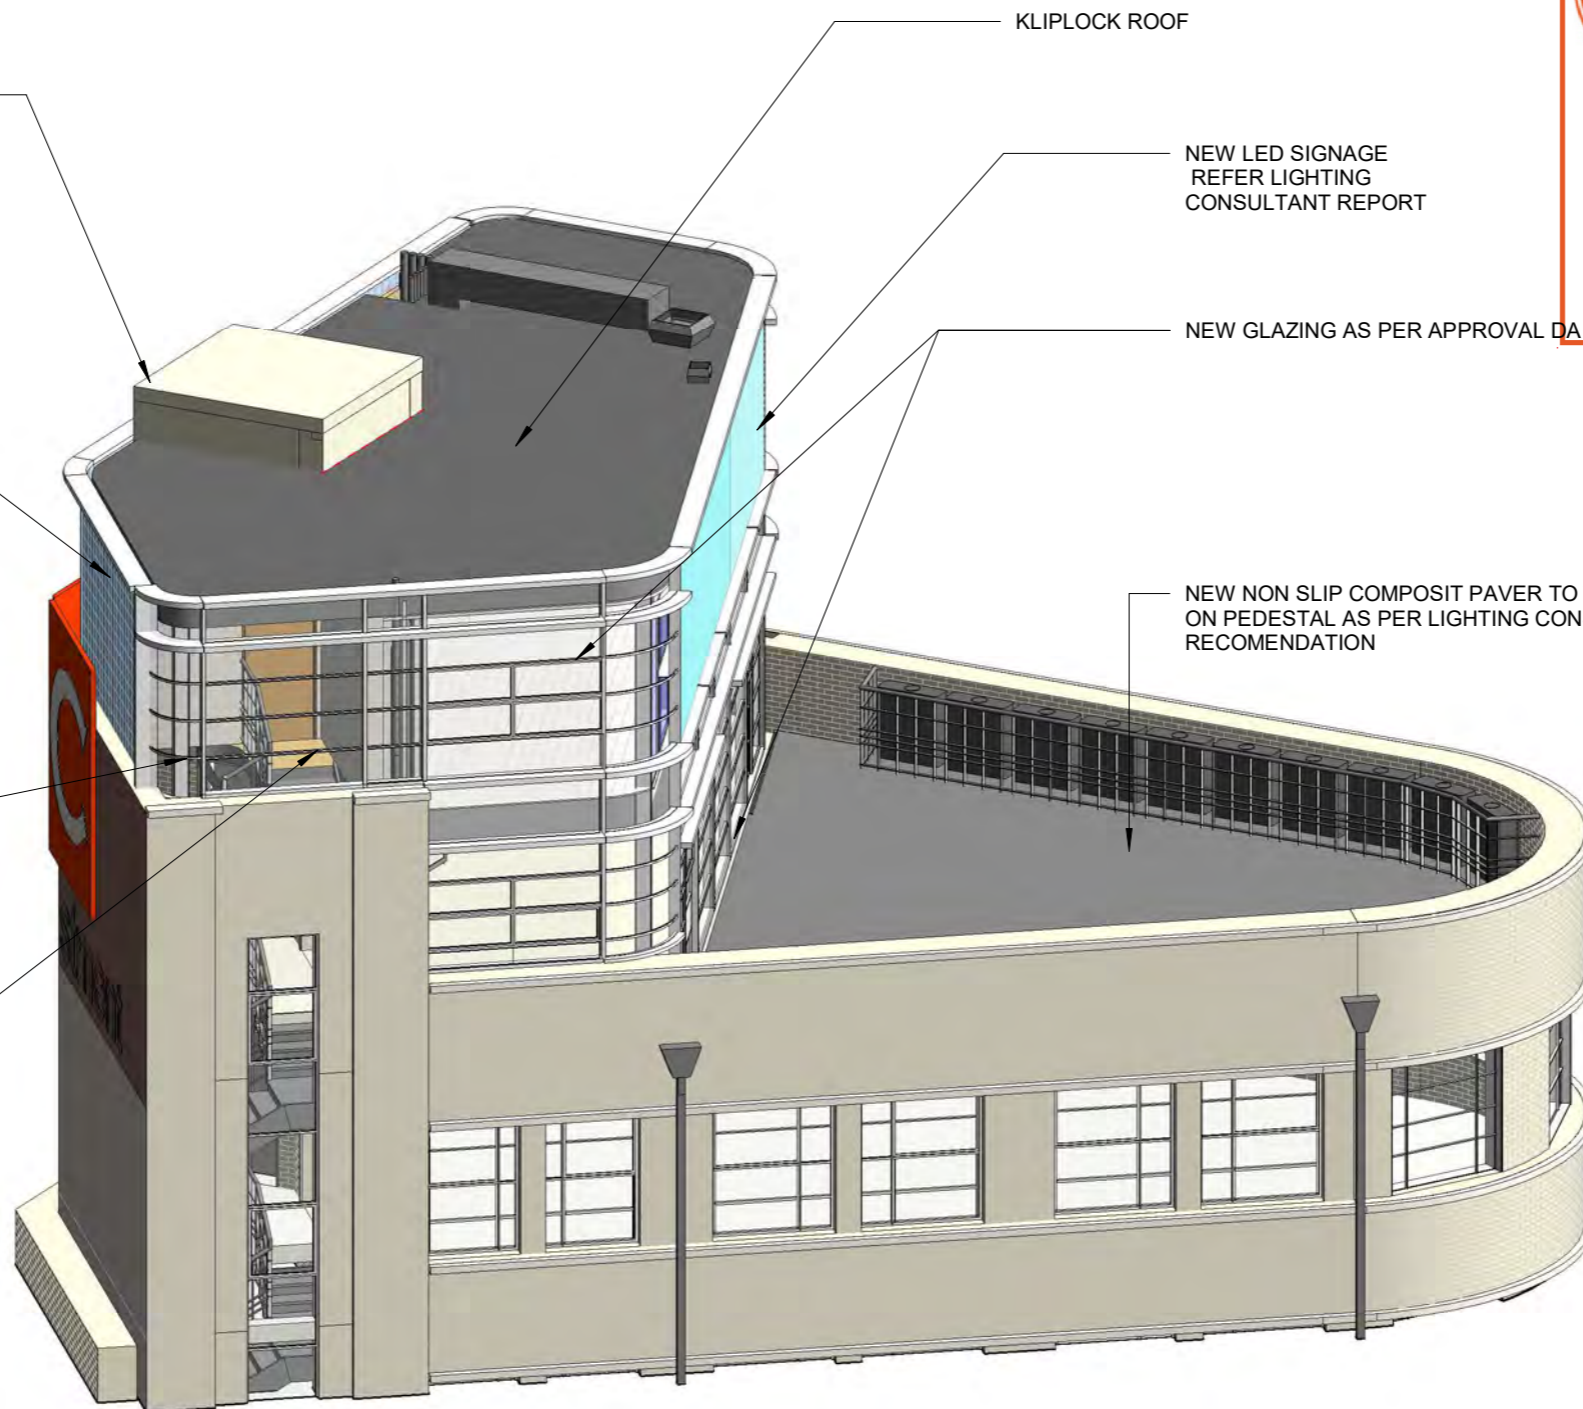 KLIPLOCK ROOF
NEW LED SIGNAGE
REFER LIGHTING
CONSULTANT REPORT
NEW GLAZING AS PER APPROVAL DA
NEW NON SLIP COMPOSIT PAVER TO
ON PEDESTAL AS PER LIGHTING CON
RECOMENDATION
C